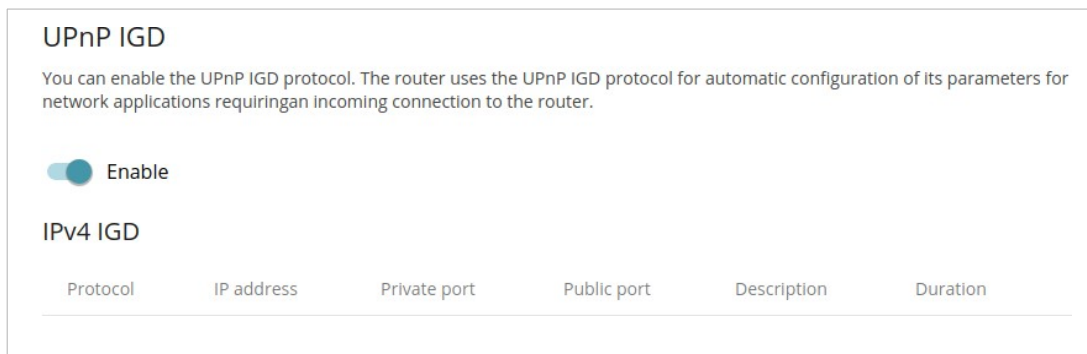 UPnP IGD
You can enable the UPnP IGD protocol. The router uses the UPnP IGD protocol for automatic configuration of its parameters for
network applications requiringan incoming connection to the router.
Enable
IPv4 IGD
Protocol IP address Private port Public port Description Duration